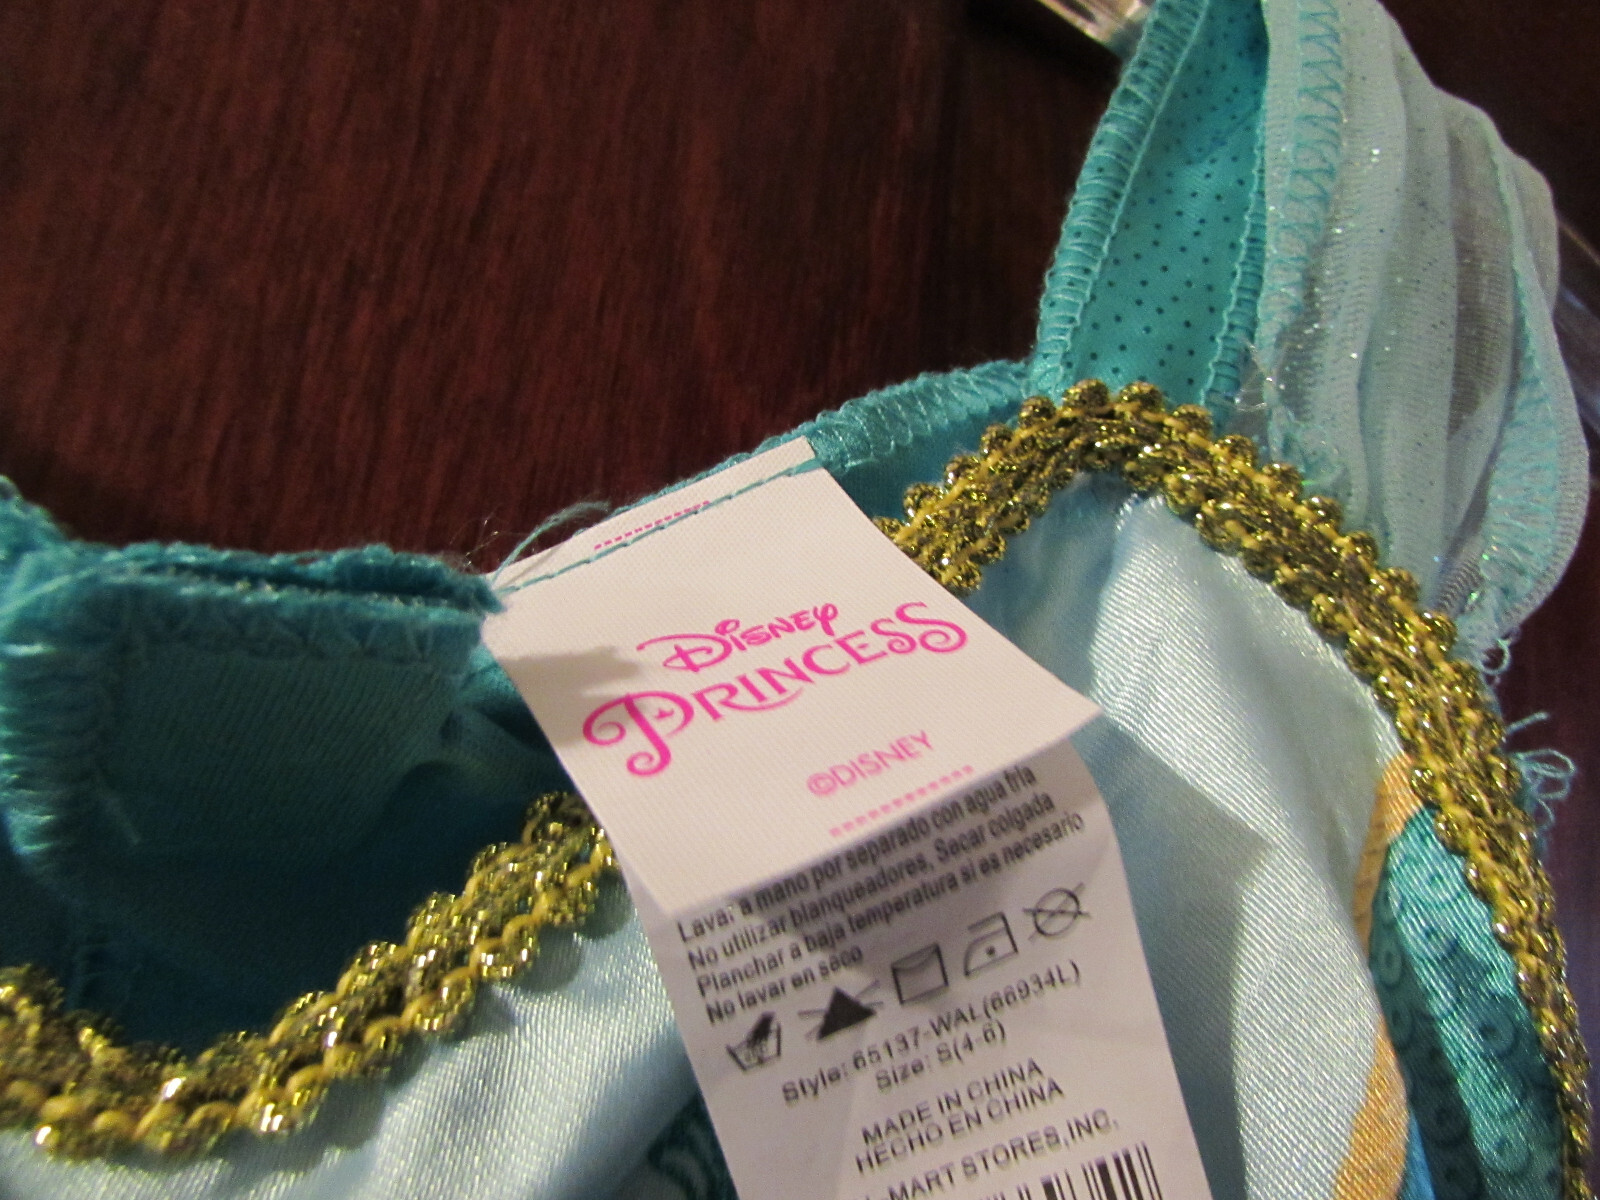 Disney
PRINCESS
©DISNEY
Lavar a mano por separado con agua fría
No utilizar blanqueadores, Secar colgada
Planchar a baja temperatura si es necesario
No lavar en seco
Style: 65137-WAL(66934L)
Size: S(4-6)
MADE IN CHINA
HECHO EN CHINA
-MART STORES,INC.